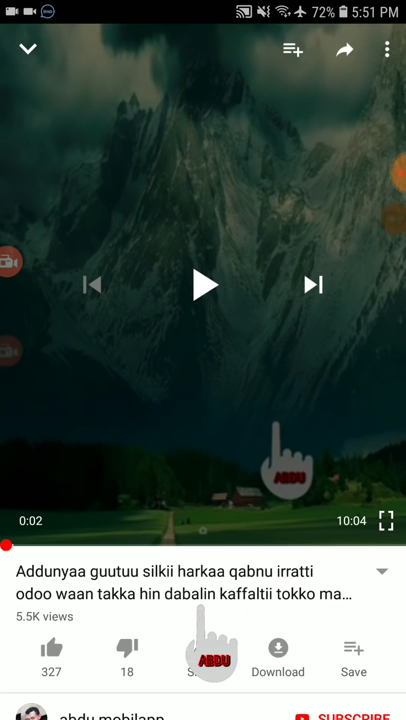 72% 5:51 PM
ABDU
0:02 10:04
Addunyaa guutuu silkii harkaa qabnu irratti
odoo waan takka hin dabalin kaffaltii tokko ma...
5.5K views
ABDU
327 18 Download Save
abdu mobilapp SUBSCRIBE